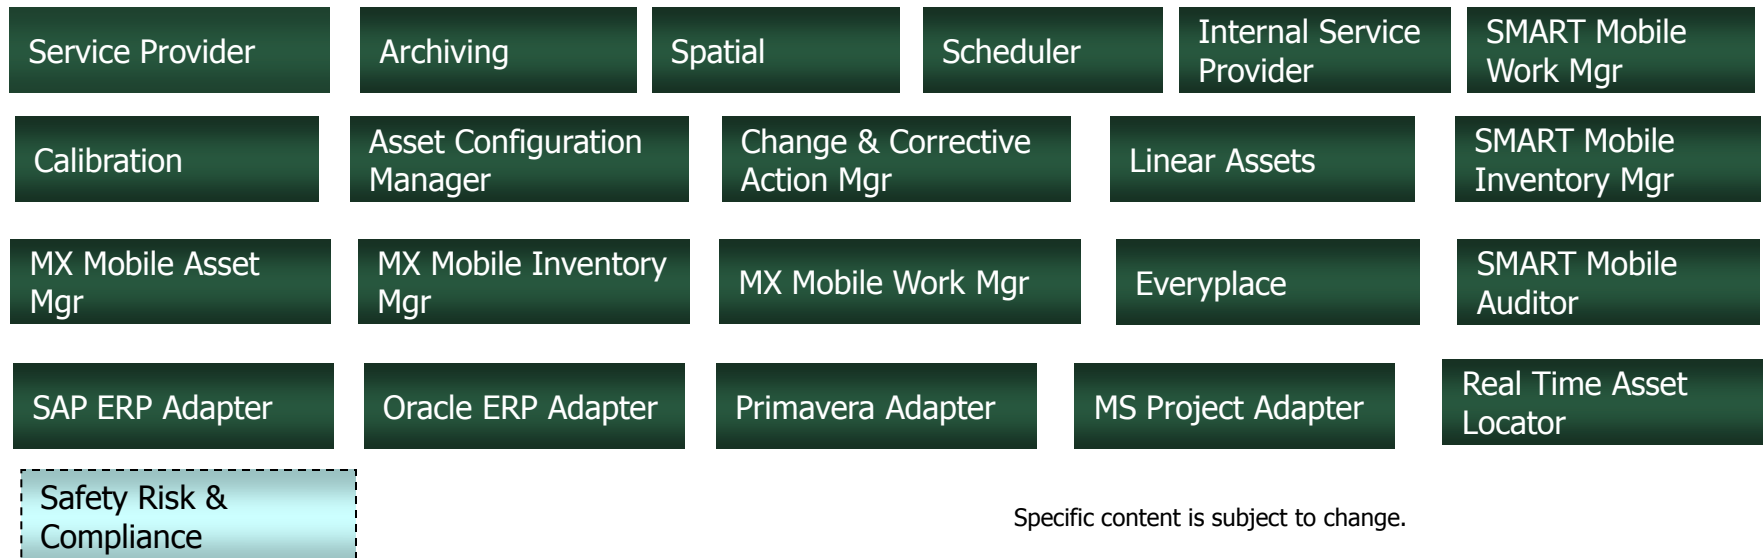 Service Provider
Archiving
Spatial
Scheduler
Internal Service
Provider
SMART Mobile
Work Mgr
Calibration
Asset Configuration
Manager
Change & Corrective
Action Mgr
Linear Assets
SMART Mobile
Inventory Mgr
MX Mobile Asset
Mgr
MX Mobile Inventory
Mgr
MX Mobile Work Mgr
Everyplace
SMART Mobile
Auditor
SAP ERP Adapter
Oracle ERP Adapter
Primavera Adapter
MS Project Adapter
Real Time Asset
Locator
Safety Risk &
Compliance
Specific content is subject to change.